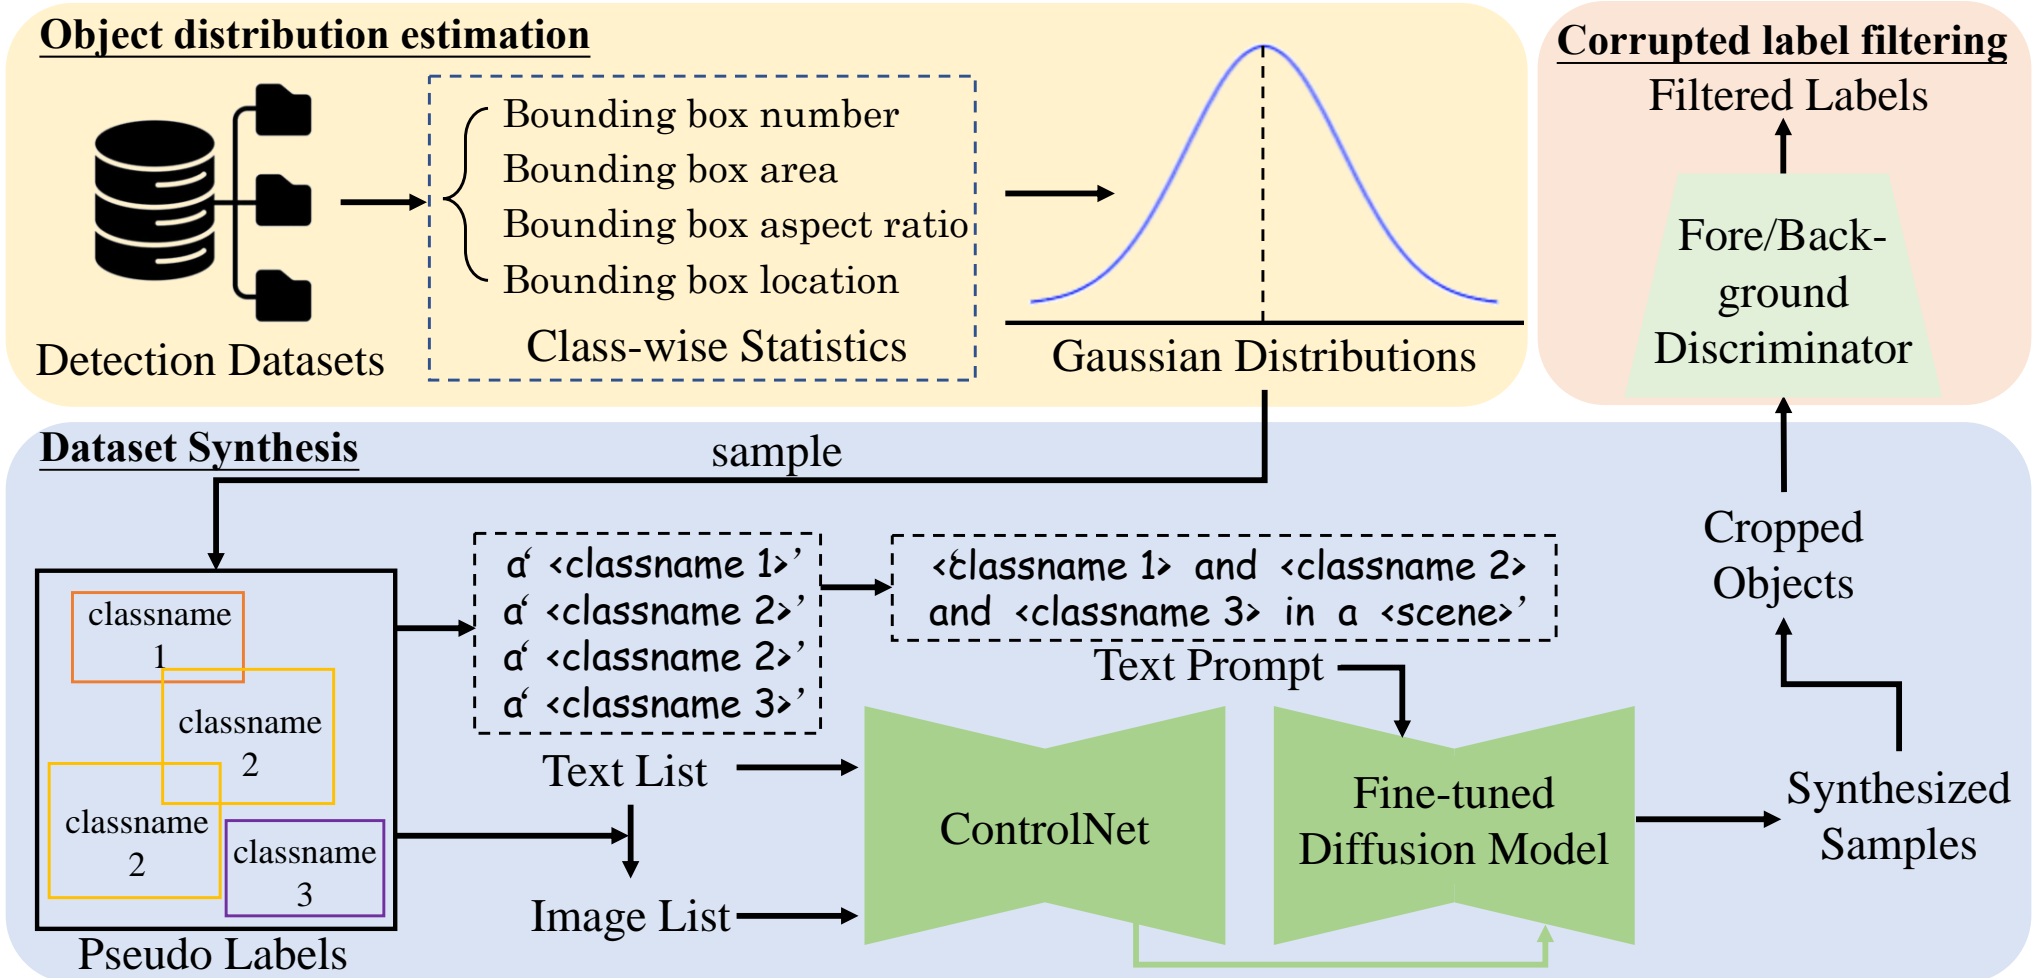 Object distribution estimation
Bounding box number
Bounding box area
Bounding box aspect ratio
Bounding box location
Detection Datasets
Class-wise Statistics
Gaussian Distributions
Corrupted label filtering
Filtered Labels
Fore/Back-
ground
Discriminator
Dataset Synthesis
sample
classname
1
classname
2
classname
2
classname
3
Pseudo Labels
a‘ <classname 1>’
a‘ <classname 2>’
a‘ <classname 2>’
a‘ <classname 3>’
Text List
Image List
<‘classname 1> and <classname 2>
and <classname 3> in a <scene>’
Text Prompt
ControlNet
Fine-tuned
Diffusion Model
Synthesized
Samples
Cropped
Objects